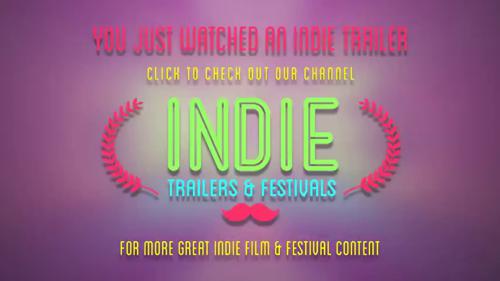 YOU JUST WATCHED AN INDIE TRAILER
CLICK TO CHECK OUT OUR CHANNEL
INDIE
TRAILERS & FESTIVALS
FOR MORE GREAT INDIE FILM & FESTIVAL CONTENT